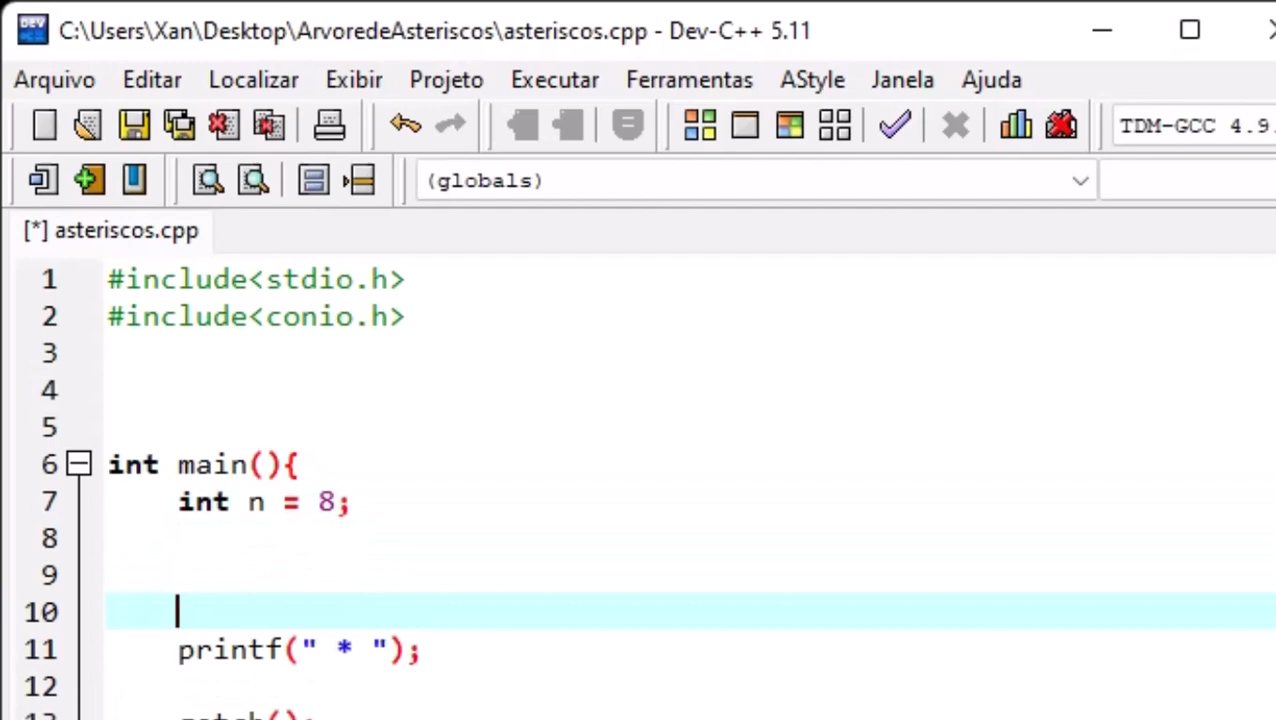 DEV
C:\Users\Xan\Desktop\ArvoredeAsteriscos\asteriscos.cpp - Dev-C++ 5.11
Arquivo Editar Localizar Exibir Projeto Executar Ferramentas AStyle Janela Ajuda
TDM-GCC 4.9.
(globals)
[*] asteriscos.cpp
1 #include<stdio.h>
2 #include<conio.h>
3
4
5
6 int main(){
7 int n = 8;
8
9
10
11 printf(" * ");
12